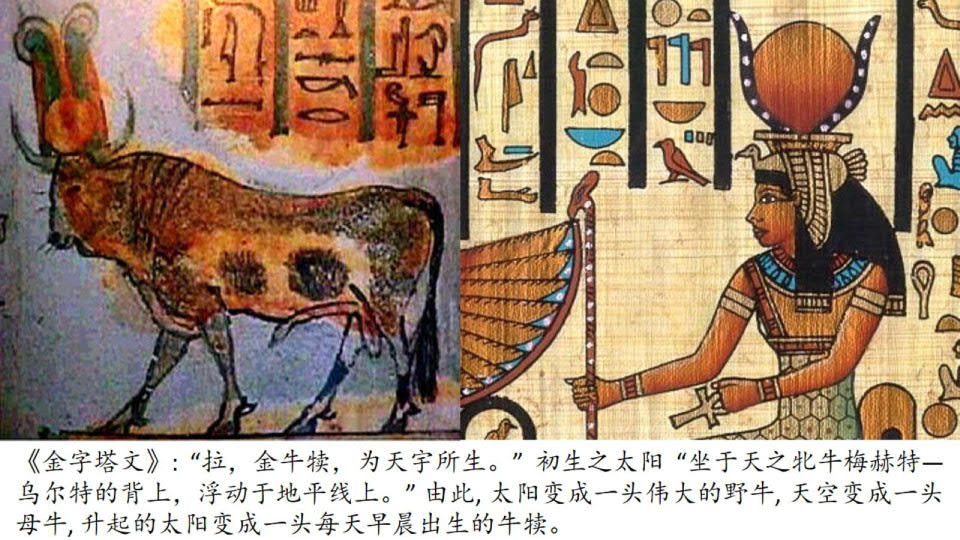 《金字塔文》：“拉，金牛犊，为天宇所生。” 初生之太阳 “坐于天之牝牛梅赫特—
乌尔特的背上，浮动于地平线上。” 由此, 太阳变成一头伟大的野牛, 天空变成一头
母牛, 升起的太阳变成一头每天早晨出生的牛犊。